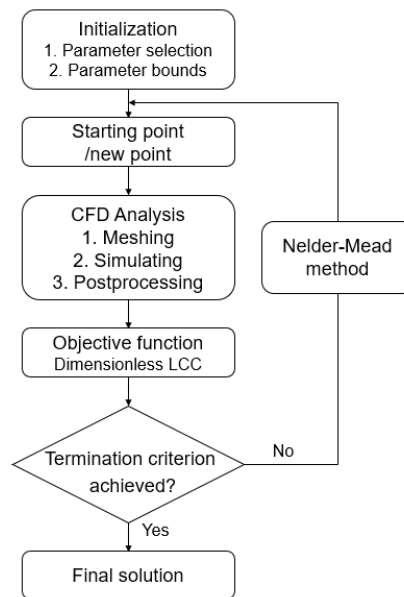 Initialization
1. Parameter selection
2. Parameter bounds
Starting point
/new point
CFD Analysis
1. Meshing
2. Simulating
3. Postprocessing
Nelder-Mead
method
Objective function
Dimensionless LCC
Termination criterion
achieved?
No
Yes
Final solution